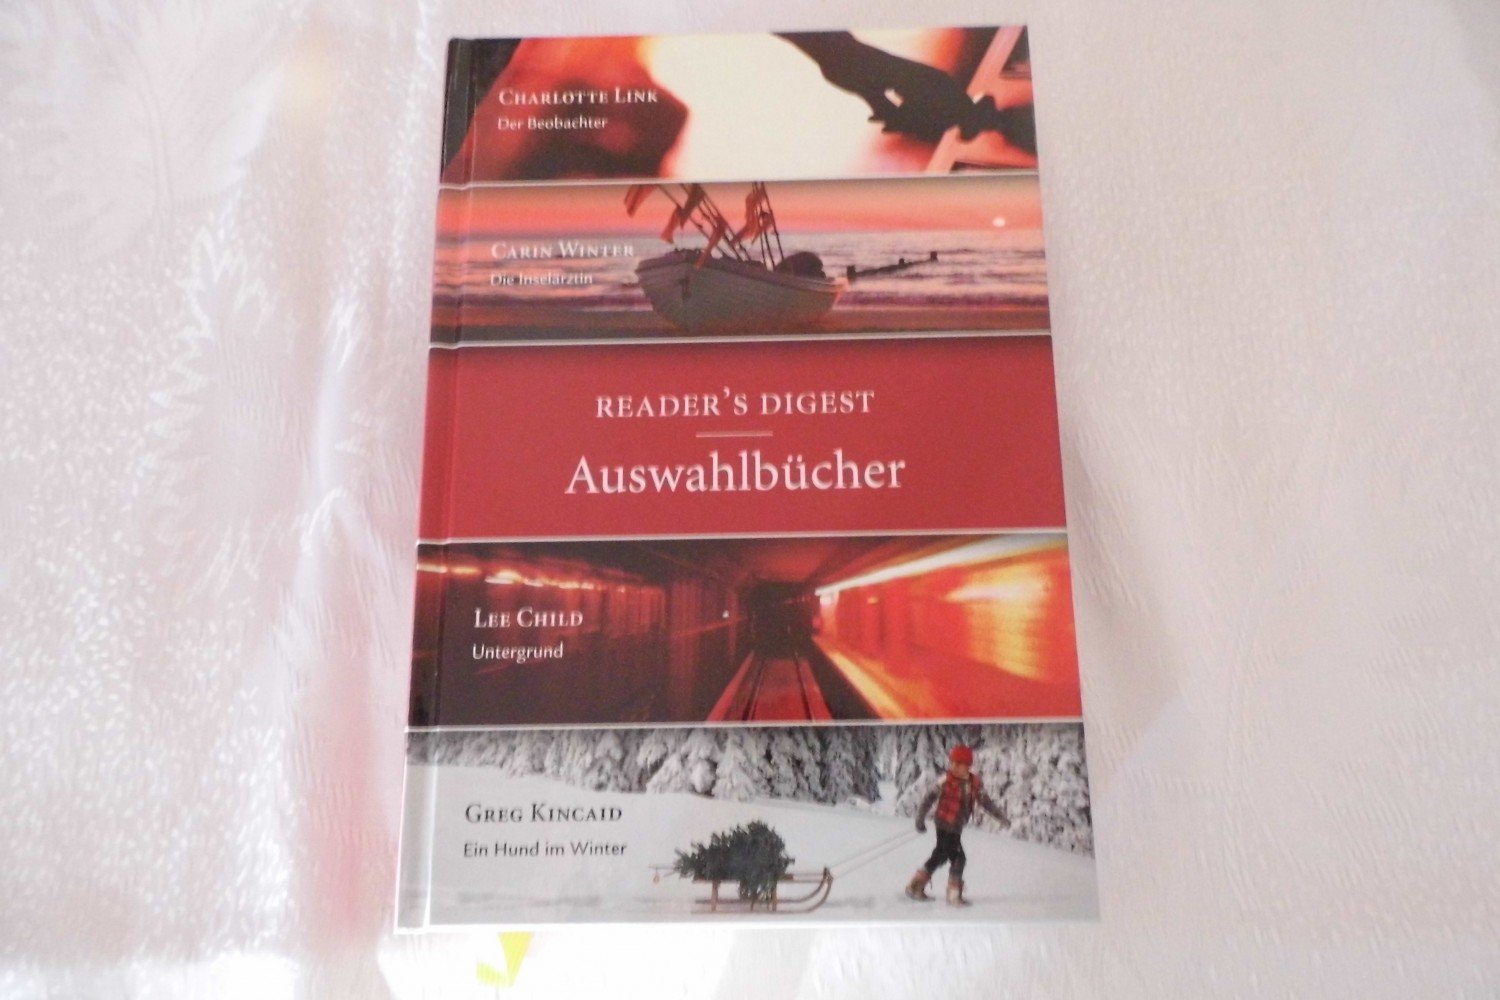 CHARLOTTE LINK
Der Beobachter
CARIN WINTER
Die Inselärztin
READER'S DIGEST
Auswahlbücher
LEE CHILD
Untergrund
GREG KINCAID
Ein Hund im Winter